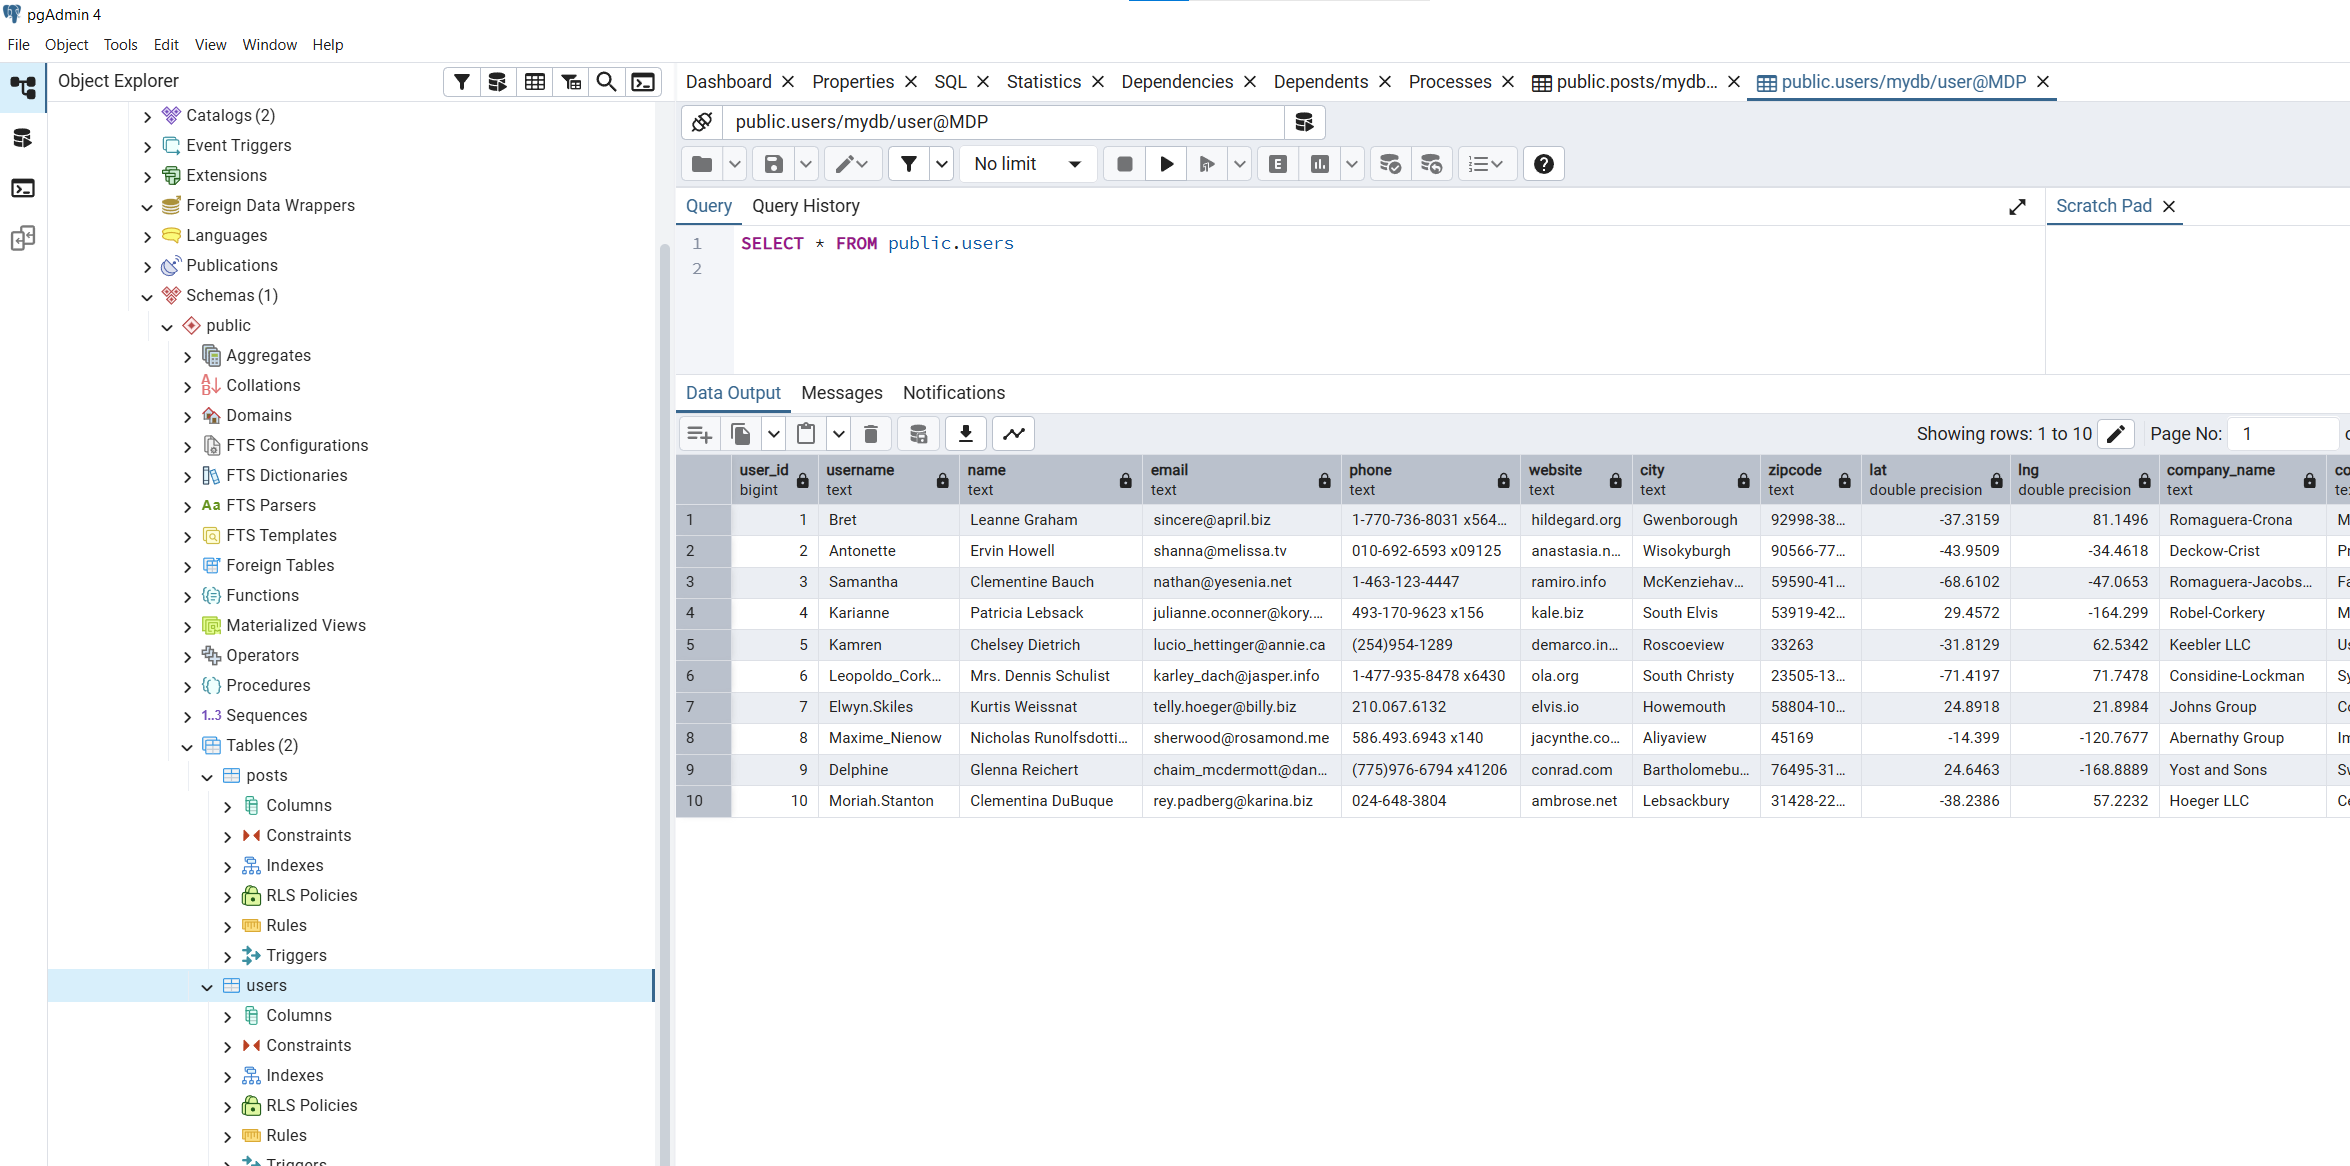 pgAdmin 4
File Object Tools Edit View Window Help
Object Explorer
Dashboard Properties SQL Statistics Dependencies Dependents Processes public.posts/mydb... public.users/mydb/user@MDP
Catalogs (2)
Event Triggers
Extensions
Foreign Data Wrappers
Languages
Publications
Schemas (1)
public
Aggregates
Collations
Domains
FTS Configurations
FTS Dictionaries
FTS Parsers
FTS Templates
Foreign Tables
Functions
Materialized Views
Operators
Procedures
1..3 Sequences
Tables (2)
posts
Columns
Constraints
Indexes
RLS Policies
Rules
Triggers
users
Columns
Constraints
Indexes
RLS Policies
Rules
Triggers
public.users/mydb/user@MDP
No limit
Query Query History
Scratch Pad
1 SELECT * FROM public.users
2
Data Output Messages Notifications
Showing rows: 1 to 10 Page No: 1
user_id username name email phone website city zipcode lat lng company_name
bigint text text text text text text text double precision double precision text
1 1 Bret Leanne Graham sincere@april.biz 1-770-736-8031 x564... hildegard.org Gwenborough 92998-38... -37.3159 81.1496 Romaguera-Crona
2 2 Antonette Ervin Howell shanna@melissa.tv 010-692-6593 x09125 anastasia.n... Wisokyburgh 90566-77... -43.9509 -34.4618 Deckow-Crist
3 3 Samantha Clementine Bauch nathan@yesenia.net 1-463-123-4447 ramiro.info McKenziehav... 59590-41... -68.6102 -47.0653 Romaguera-Jacobs...
4 4 Karianne Patricia Lebsack julianne.oconner@kory.... 493-170-9623 x156 kale.biz South Elvis 53919-42... 29.4572 -164.299 Robel-Corkery
5 5 Kamren Chelsey Dietrich lucio_hettinger@annie.ca (254)954-1289 demarco.in... Roscoeview 33263 -31.8129 62.5342 Keebler LLC
6 6 Leopoldo_Cork... Mrs. Dennis Schulist karley_dach@jasper.info 1-477-935-8478 x6430 ola.org South Christy 23505-13... -71.4197 71.7478 Considine-Lockman
7 7 Elwyn.Skiles Kurtis Weissnat telly.hoeger@billy.biz 210.067.6132 elvis.io Howemouth 58804-10... 24.8918 21.8984 Johns Group
8 8 Maxime_Nienow Nicholas Runolfsdotti... sherwood@rosamond.me 586.493.6943 x140 jacynthe.co... Aliyaview 45169 -14.399 -120.7677 Abernathy Group
9 9 Delphine Glenna Reichert chaim_mcdermott@dan... (775)976-6794 x41206 conrad.com Bartholomebu... 76495-31... 24.6463 -168.8889 Yost and Sons
10 10 Moriah.Stanton Clementina DuBuque rey.padberg@karina.biz 024-648-3804 ambrose.net Lebsackbury 31428-22... -38.2386 57.2232 Hoeger LLC